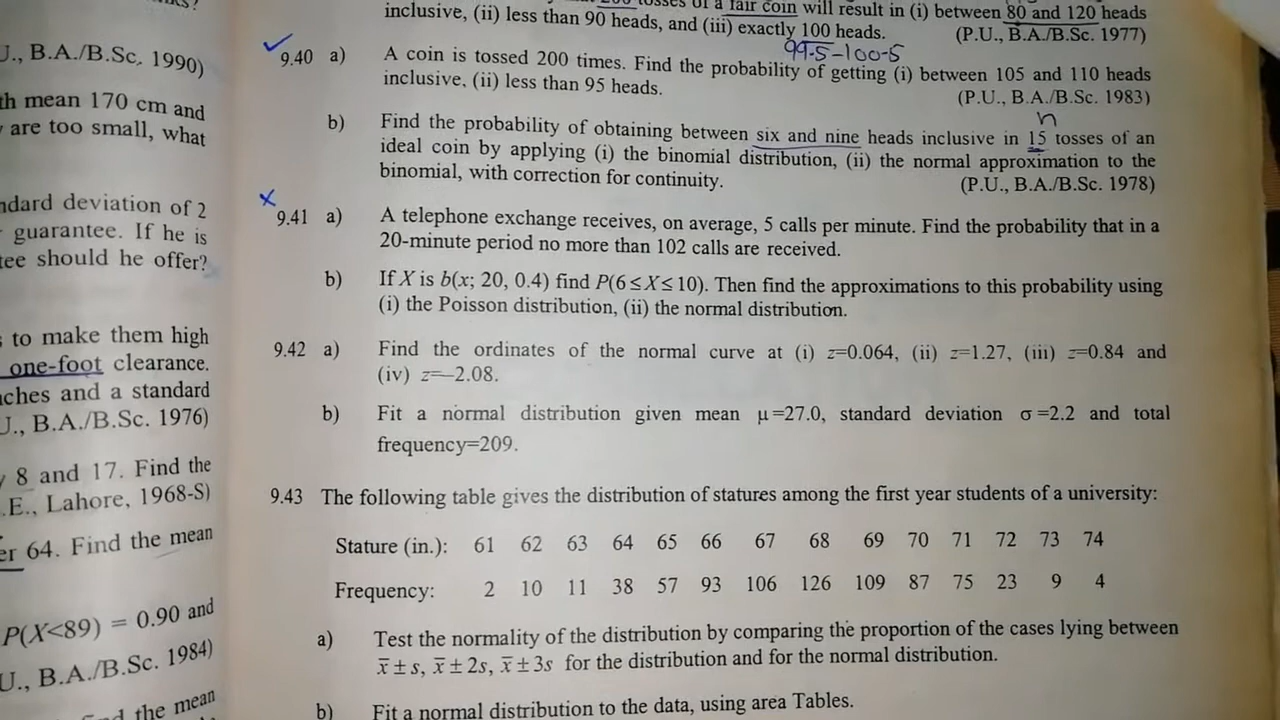 U., B.A./B.Sc. 1990)
th mean 170 cm and
are too small, what
ndard deviation of 2
guarantee. If he is
tee should he offer?
to make them high
one-foot clearance.
nches and a standard
U., B.A./B.Sc. 1976)
8 and 17. Find the
.E., Lahore, 1968-S)
er 64. Find the mean
P(X<89) = 0.90 and
U., B.A./B.Sc. 1984)
the mean
tosses of a fair coin will result in (i) between 80 and 120 heads
inclusive, (ii) less than 90 heads, and (iii) exactly 100 heads. (P.U., B.A./B.Sc. 1977)
99.5-100.5
9.40 a) A coin is tossed 200 times. Find the probability of getting (i) between 105 and 110 heads
inclusive, (ii) less than 95 heads. (P.U., B.A./B.Sc. 1983)
n
b) Find the probability of obtaining between six and nine heads inclusive in 15 tosses of an
ideal coin by applying (i) the binomial distribution, (ii) the normal approximation to the
binomial, with correction for continuity. (P.U., B.A./B.Sc. 1978)
9.41 a) A telephone exchange receives, on average, 5 calls per minute. Find the probability that in a
20-minute period no more than 102 calls are received.
b) If X is b(x; 20, 0.4) find P(6≤X≤10). Then find the approximations to this probability using
(i) the Poisson distribution, (ii) the normal distribution.
9.42 a) Find the ordinates of the normal curve at (i) z=0.064, (ii) z=1.27, (iii) z=0.84 and
(iv) z=–2.08.
b) Fit a normal distribution given mean μ=27.0, standard deviation σ=2.2 and total
frequency=209.
9.43 The following table gives the distribution of statures among the first year students of a university:
Stature (in.): 61 62 63 64 65 66 67 68 69 70 71 72 73 74
Frequency: 2 10 11 38 57 93 106 126 109 87 75 23 9 4
a) Test the normality of the distribution by comparing the proportion of the cases lying between
x̄±s, x̄±2s, x̄±3s for the distribution and for the normal distribution.
b) Fit a normal distribution to the data, using area Tables.